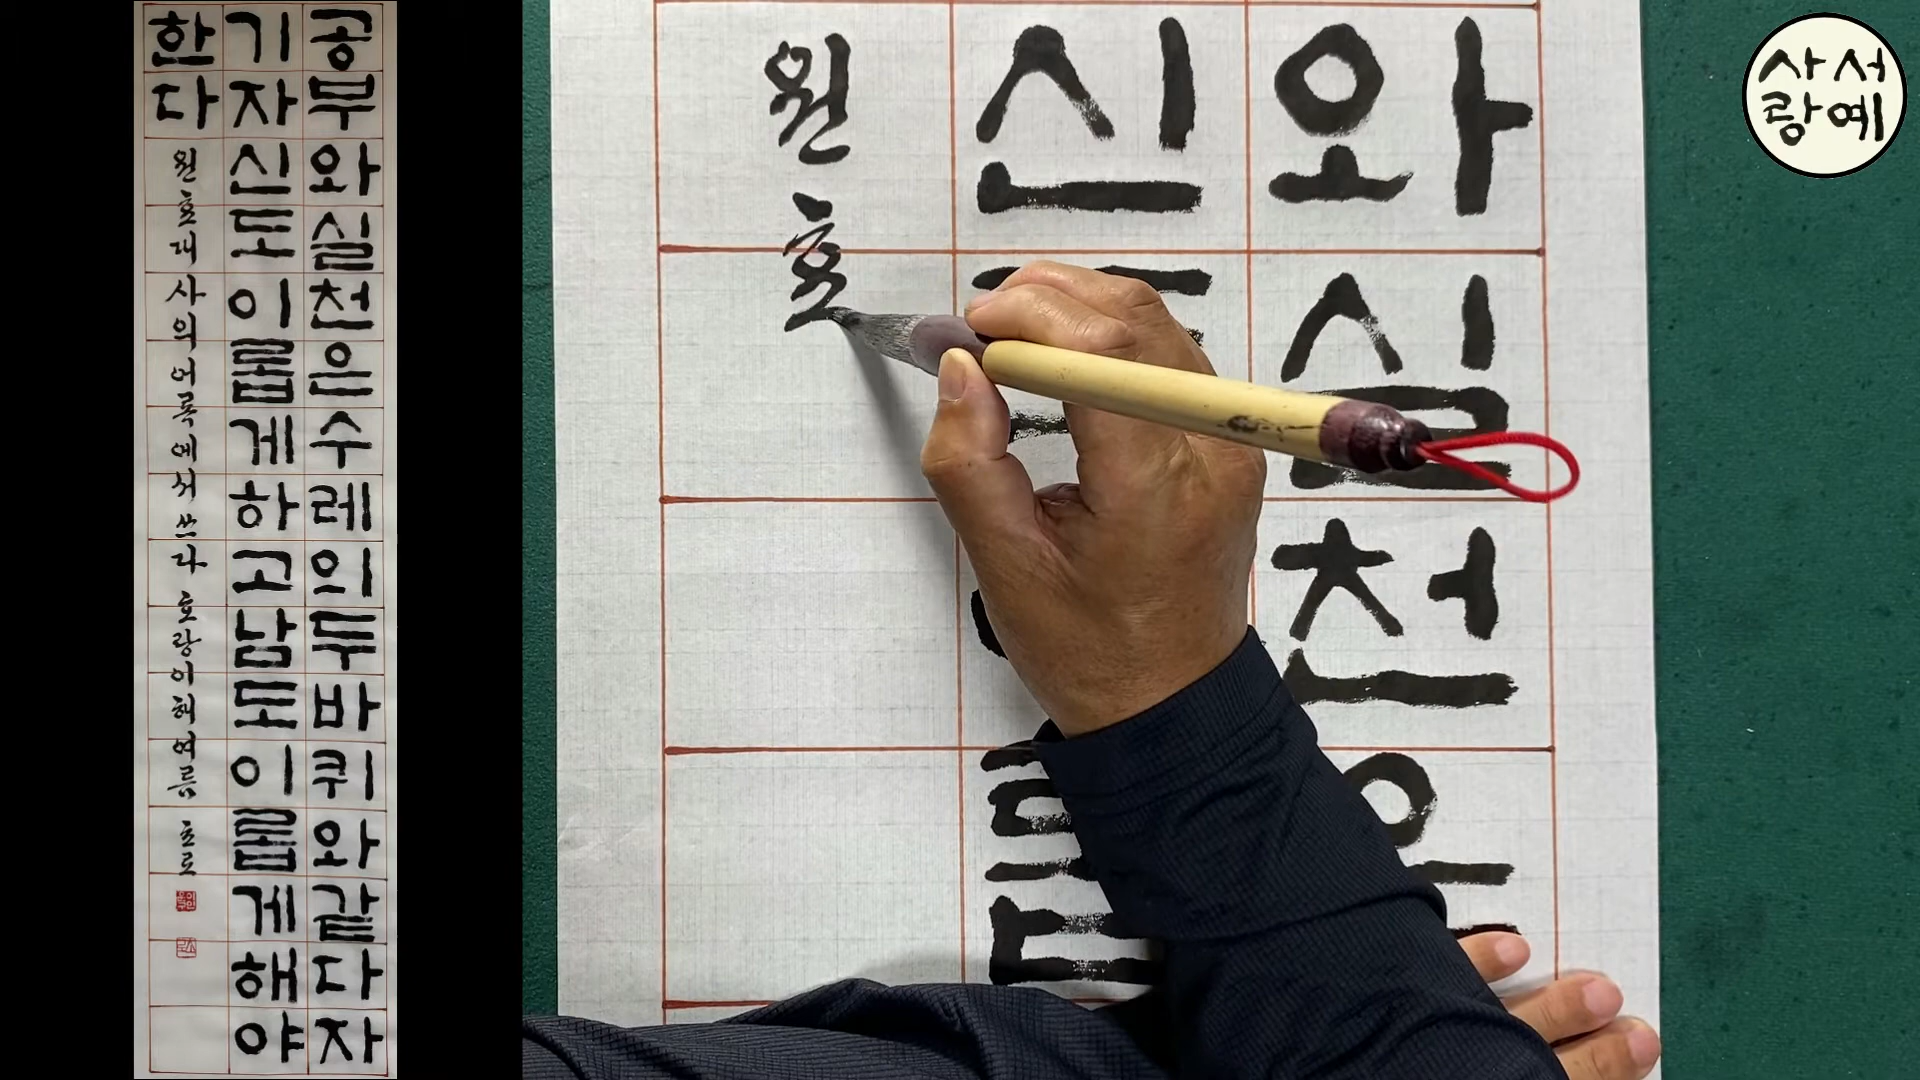 공부와실천은수레의두바퀴와같다자
기자신도이롭게하고남도이롭게해야
한다 원효대사의어록에서쓰다 호랑이해여름 초로
와실천
신
원효
서예
사랑